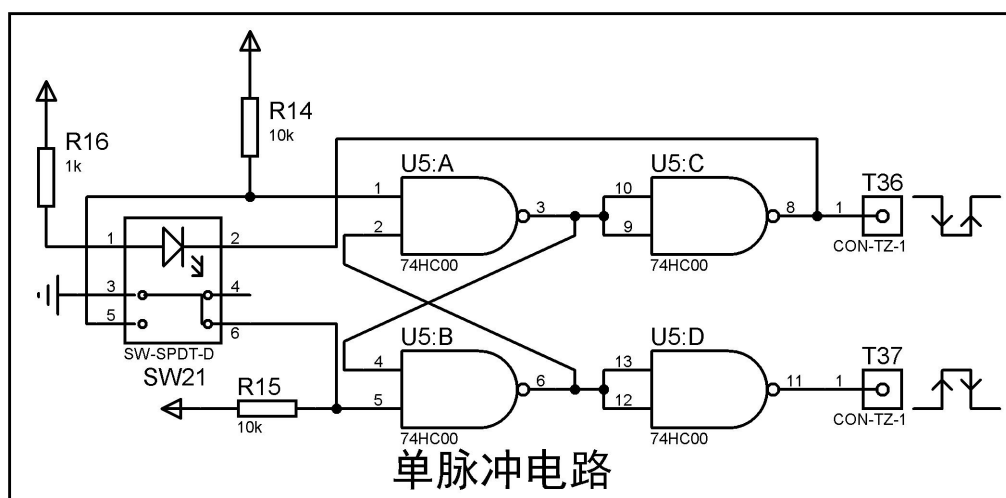 R14
10k
R16
1k
U5:A
U5:C
T36
1
2
3
10
9
8
1
CON-TZ-1
74HC00
74HC00
1
2
3
4
5
6
SW-SPDT-D
SW21
U5:B
U5:D
T37
4
5
6
13
12
11
1
CON-TZ-1
R15
10k
74HC00
74HC00
单脉冲电路